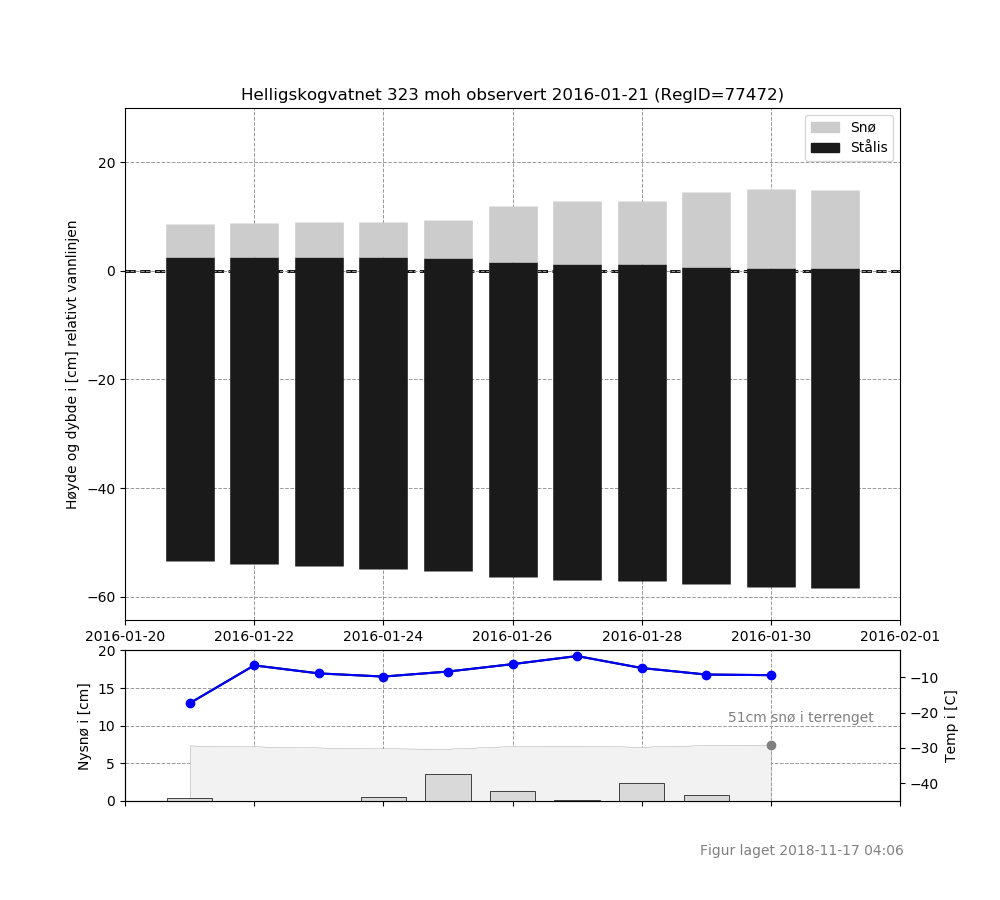 Helligskogvatnet 323 moh observert 2016-01-21 (RegID=77472)
Snø
Stålis
20
0
−20
−40
−60
Høyde og dybde i [cm] relativt vannlinjen
2016-01-20 2016-01-22 2016-01-24 2016-01-26 2016-01-28 2016-01-30 2016-02-01
20
15
10
5
0
Nysnø i [cm]
51cm snø i terrenget
−10
−20
−30
−40
Temp i [C]
Figur laget 2018-11-17 04:06